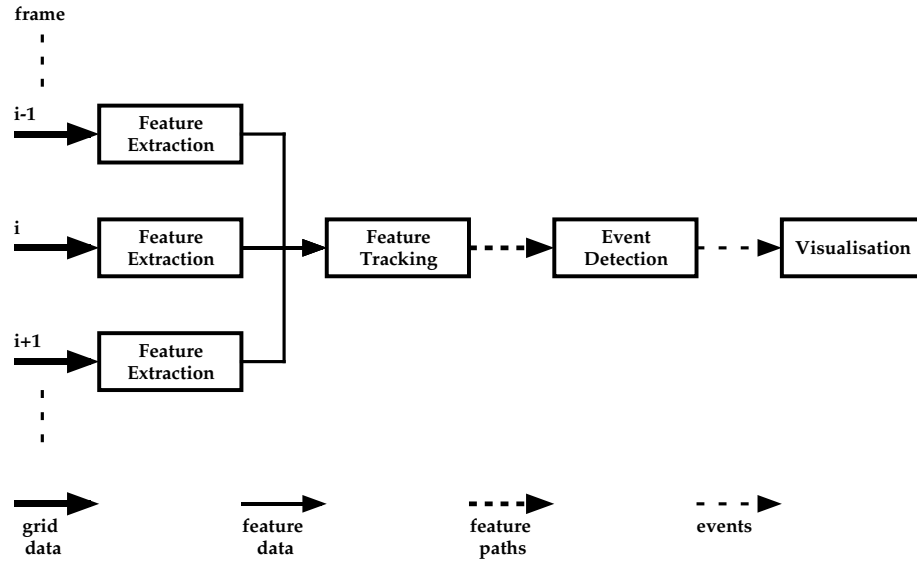 frame
i-1
Feature
Extraction
i
Feature
Extraction
Feature
Tracking
Event
Detection
Visualisation
i+1
Feature
Extraction
grid
data
feature
data
feature
paths
events